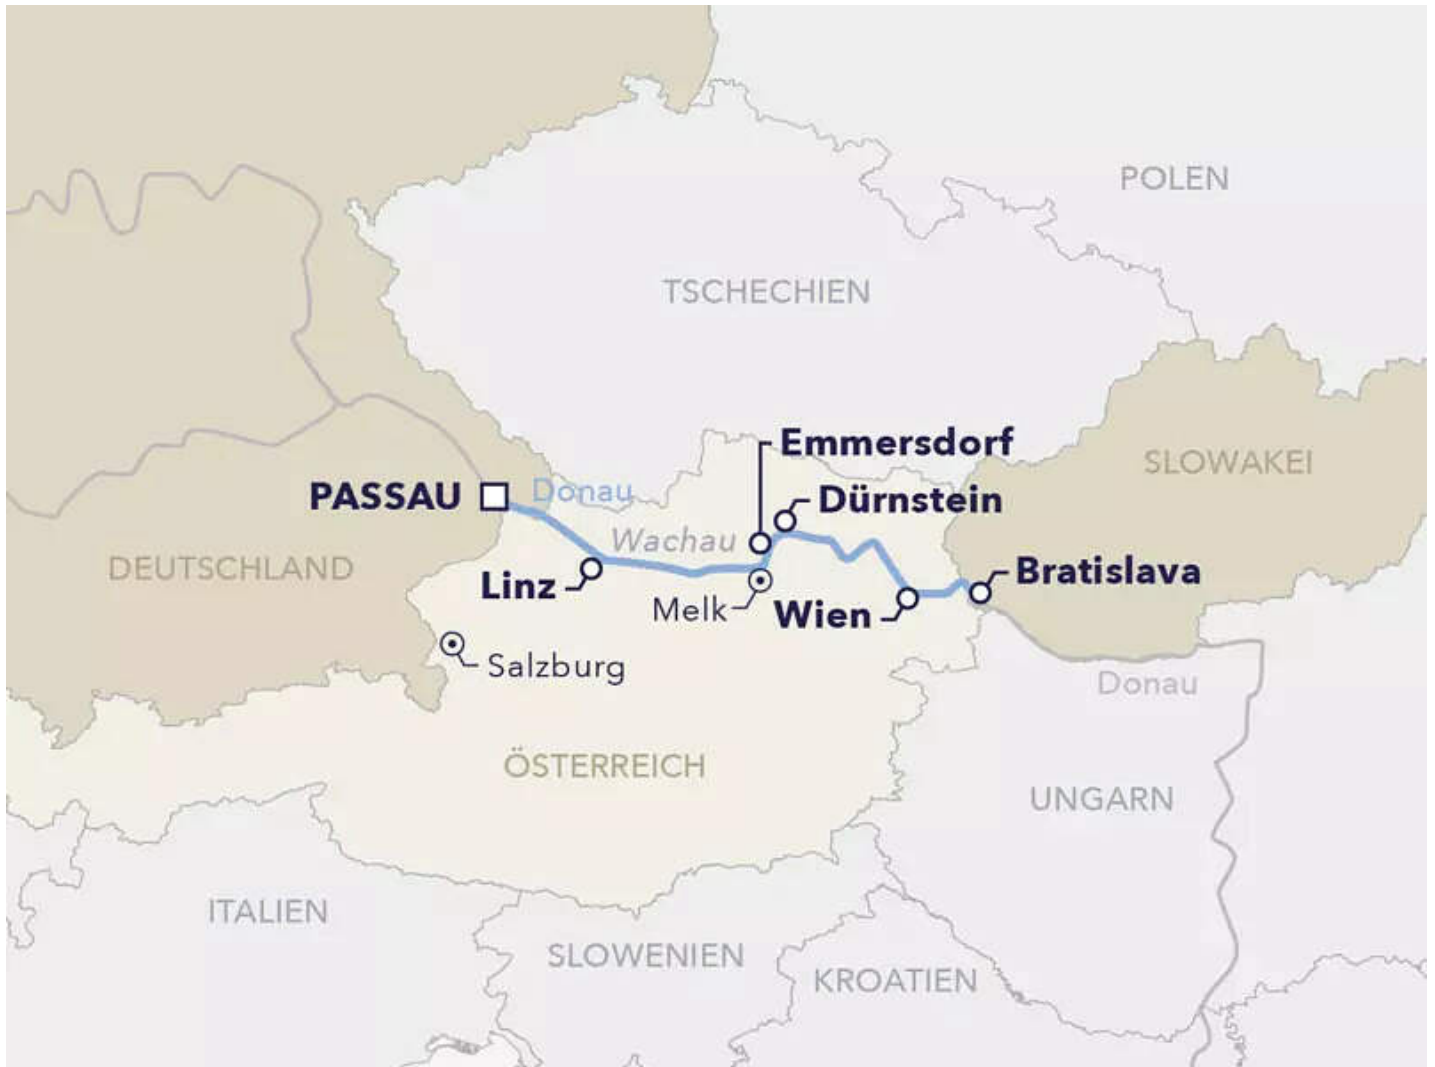 POLEN
TSCHECHIEN
Emmersdorf
SLOWAKEI
PASSAU
Donau
Dürnstein
Wachau
DEUTSCHLAND
Linz
Bratislava
Melk
Wien
Salzburg
Donau
ÖSTERREICH
UNGARN
ITALIEN
SLOWENIEN
KROATIEN